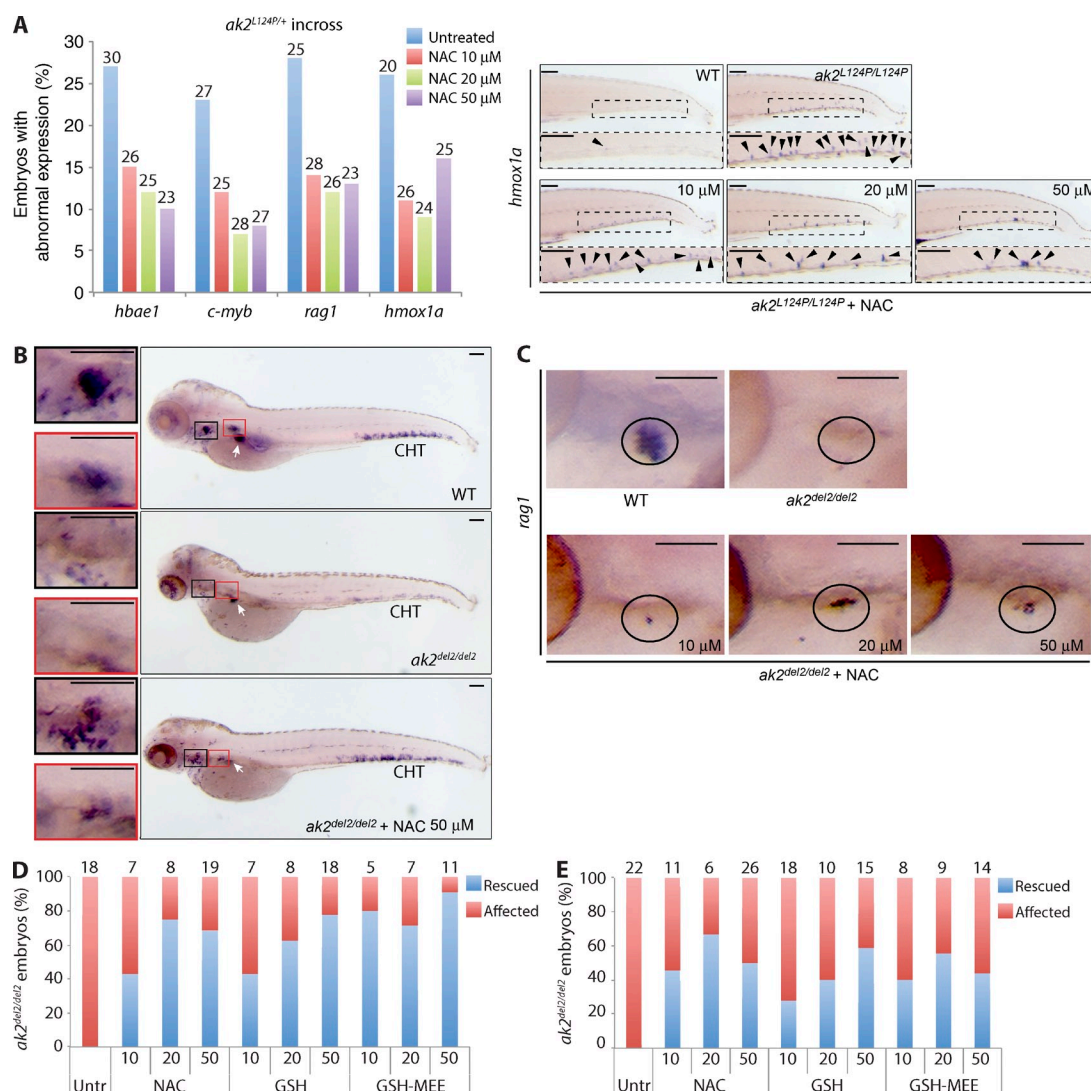 A
ak2L124P/+ incross
Embryos with
abnormal expression (%)
30
25
20
15
10
5
0
30
26
25
23
27
25
28
27
25
28
26
23
20
26
24
25
Untreated
NAC 10 µM
NAC 20 µM
NAC 50 µM
hbae1
c-myb
rag1
hmox1a
hmox1a
WT
ak2L124P/L124P
10 µM
20 µM
50 µM
ak2L124P/L124P + NAC
B
CHT
WT
CHT
ak2del2/del2
CHT
ak2del2/del2 + NAC 50 µM
C
rag1
WT
ak2del2/del2
10 µM
20 µM
50 µM
ak2del2/del2 + NAC
D
ak2del2/del2 embryos (%)
100
80
60
40
20
0
18 7 8 19 7 8 18 5 7 11
Rescued
Affected
10 20 50 10 20 50 10 20 50
Untr NAC GSH GSH-MEE
E
ak2del2/del2 embryos (%)
100
80
60
40
20
0
22 11 6 26 18 10 15 8 9 14
Rescued
Affected
10 20 50 10 20 50 10 20 50
Untr NAC GSH GSH-MEE